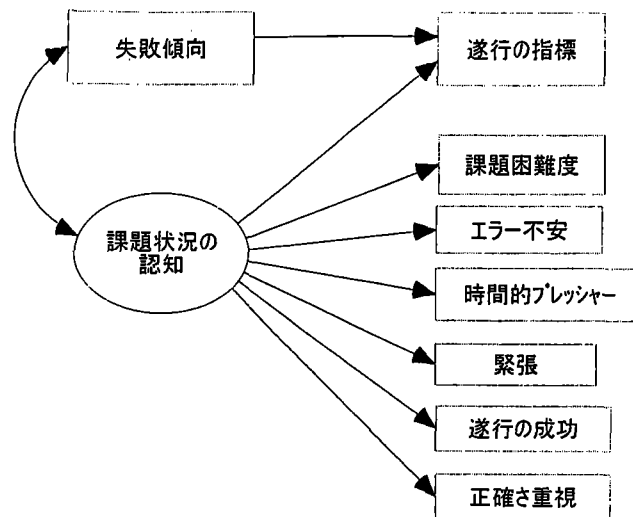 失敗傾向
遂行の指標
課題困難度
課題状況の
認知
エラー不安
時間的プレッシャー
緊張
遂行の成功
正確さ重視